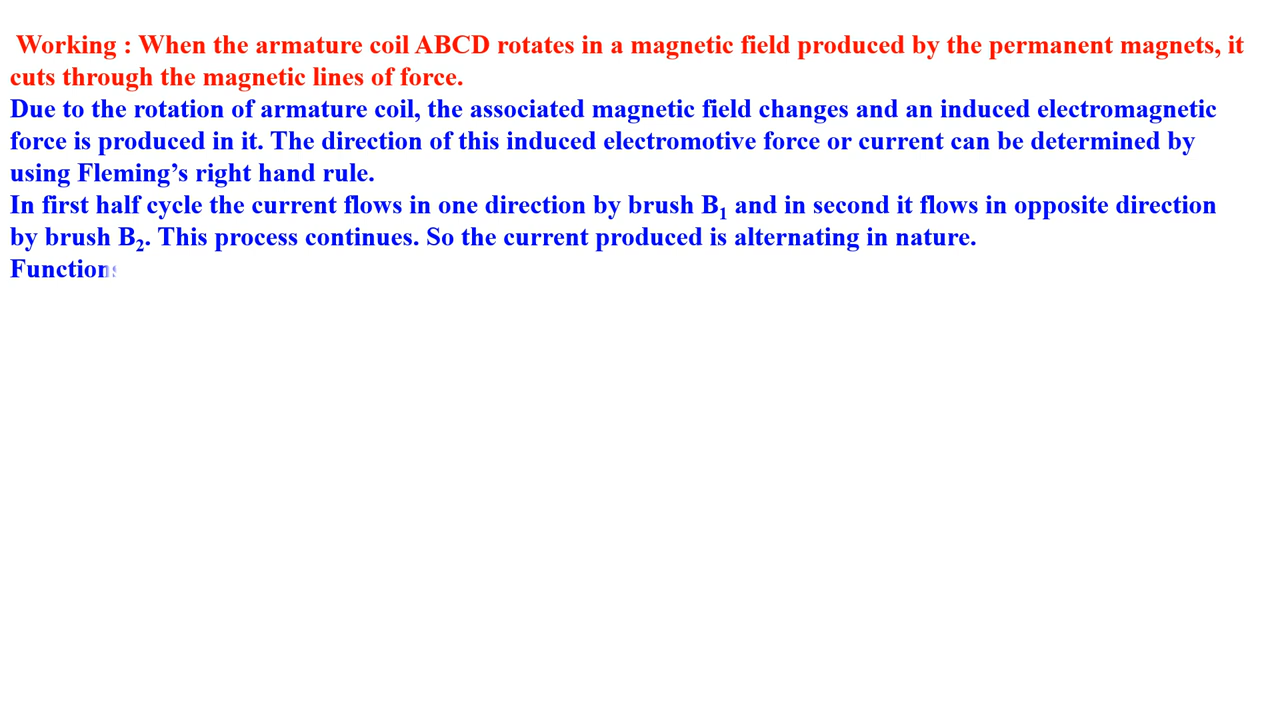 Working : When the armature coil ABCD rotates in a magnetic field produced by the permanent magnets, it
cuts through the magnetic lines of force.
Due to the rotation of armature coil, the associated magnetic field changes and an induced electromagnetic
force is produced in it. The direction of this induced electromotive force or current can be determined by
using Fleming’s right hand rule.
In first half cycle the current flows in one direction by brush B₁ and in second it flows in opposite direction
by brush B₂. This process continues. So the current produced is alternating in nature.
Functions